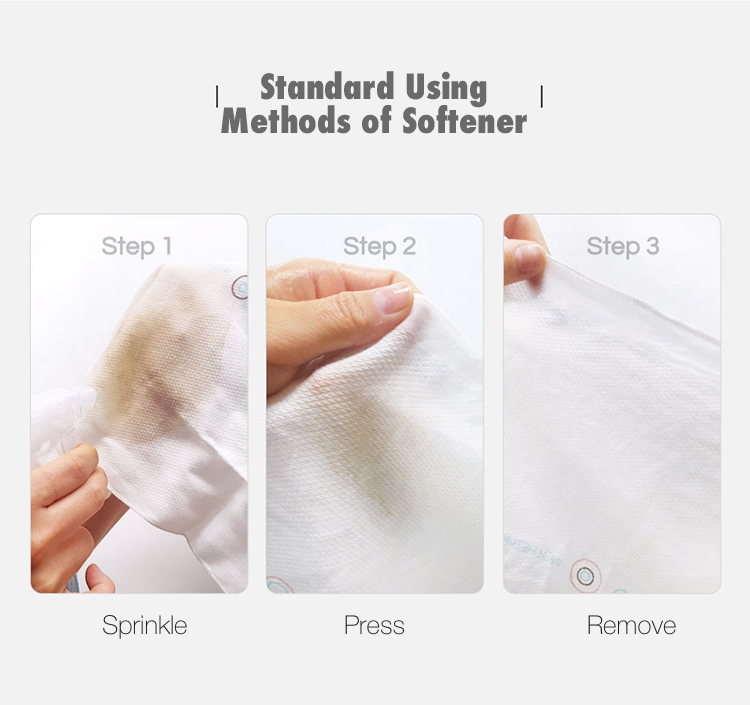 Standard Using
Methods of Softener
Step 1
Step 2
Step 3
Sprinkle
Press
Remove